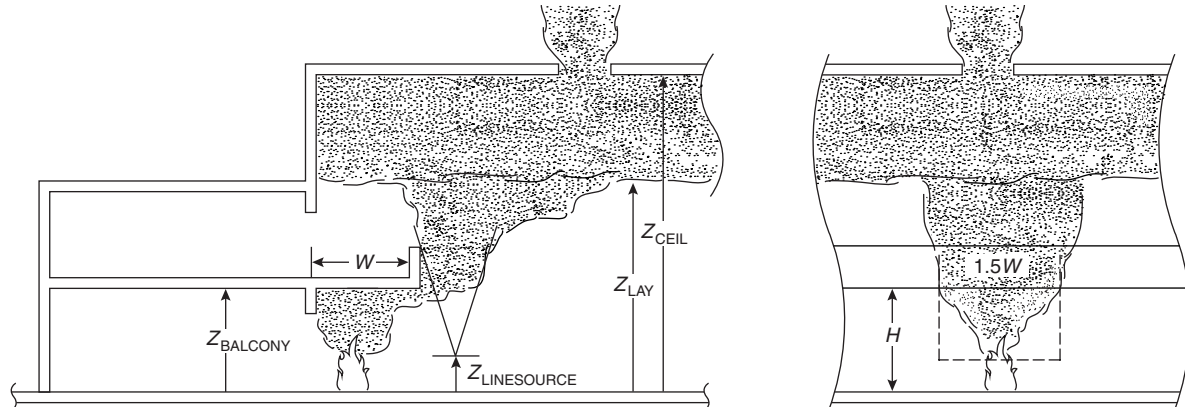 W
Z_BALCONY
Z_LINESOURCE
Z_LAY
Z_CEIL
1.5W
H